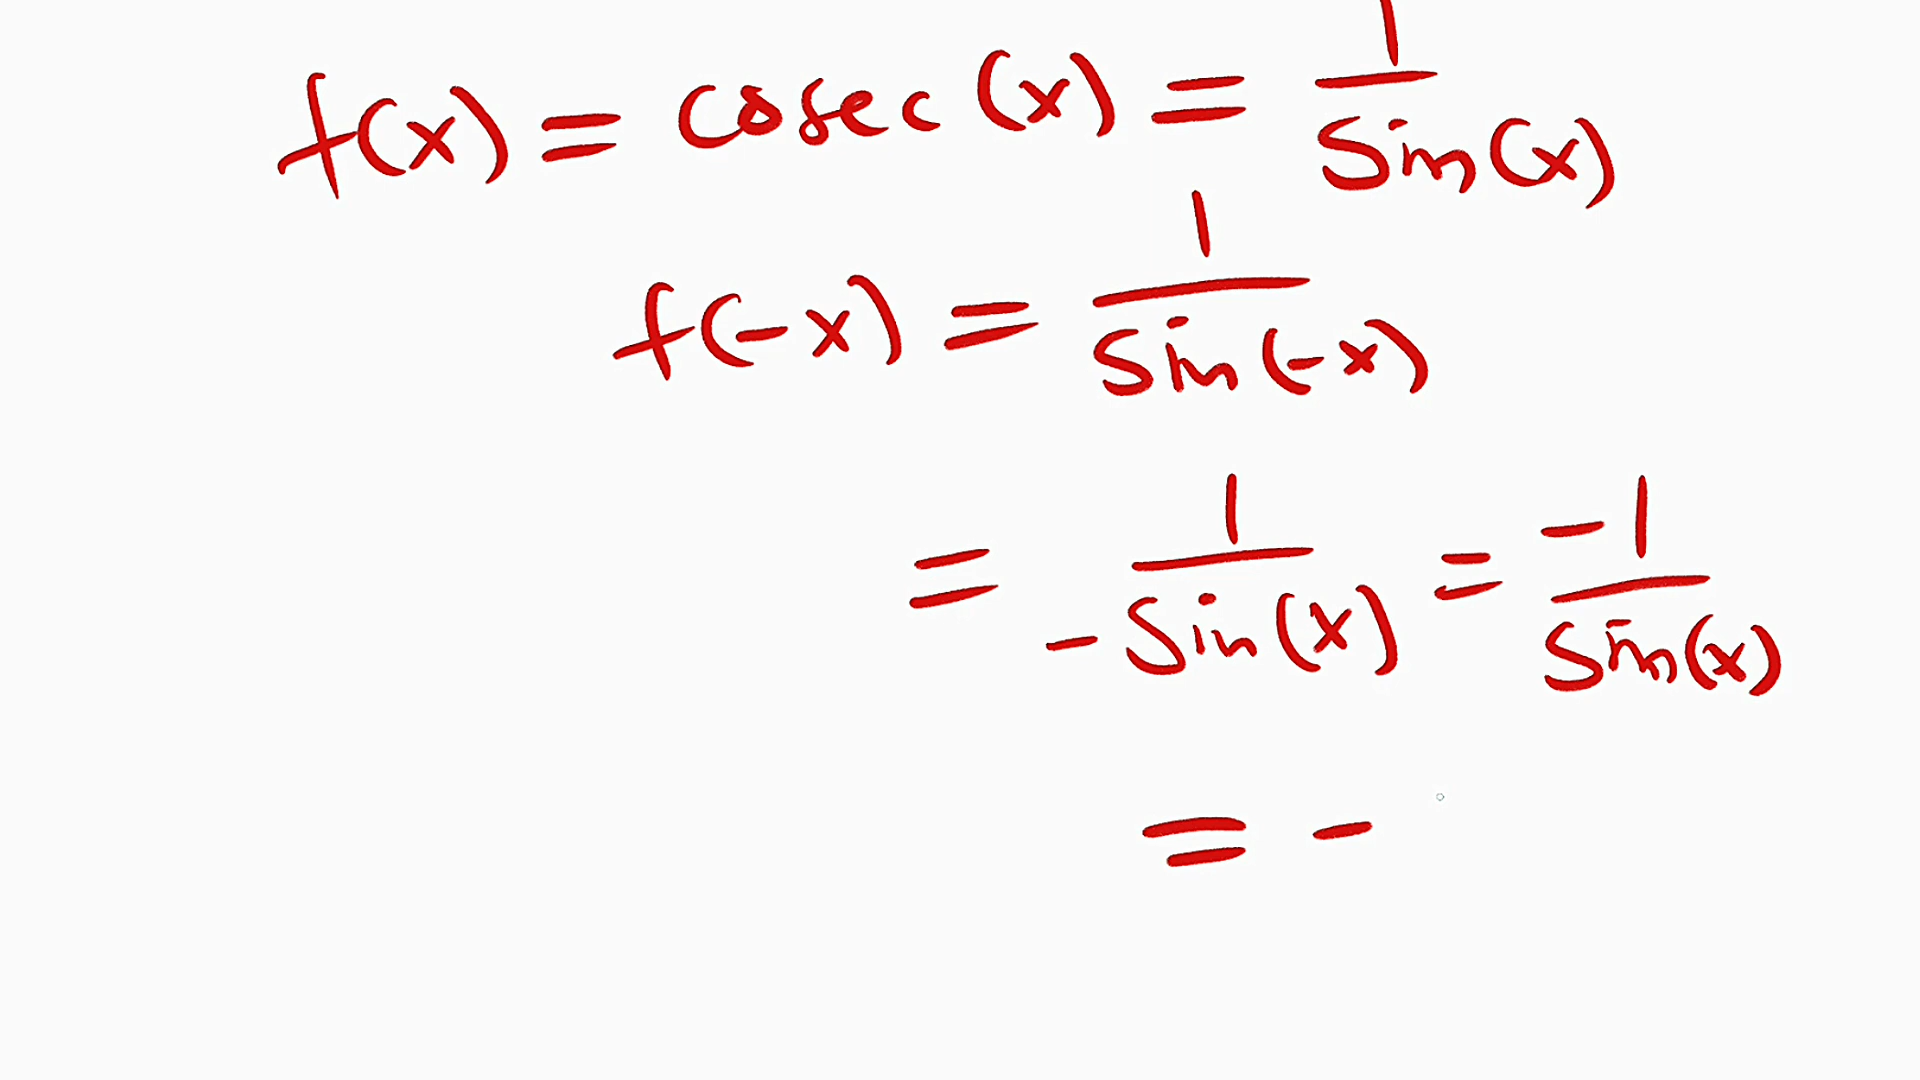 f(x) = cosec(x) = 1/sin(x)
f(-x) = 1/sin(-x)
= 1/-sin(x) = -1/sin(x)
= -